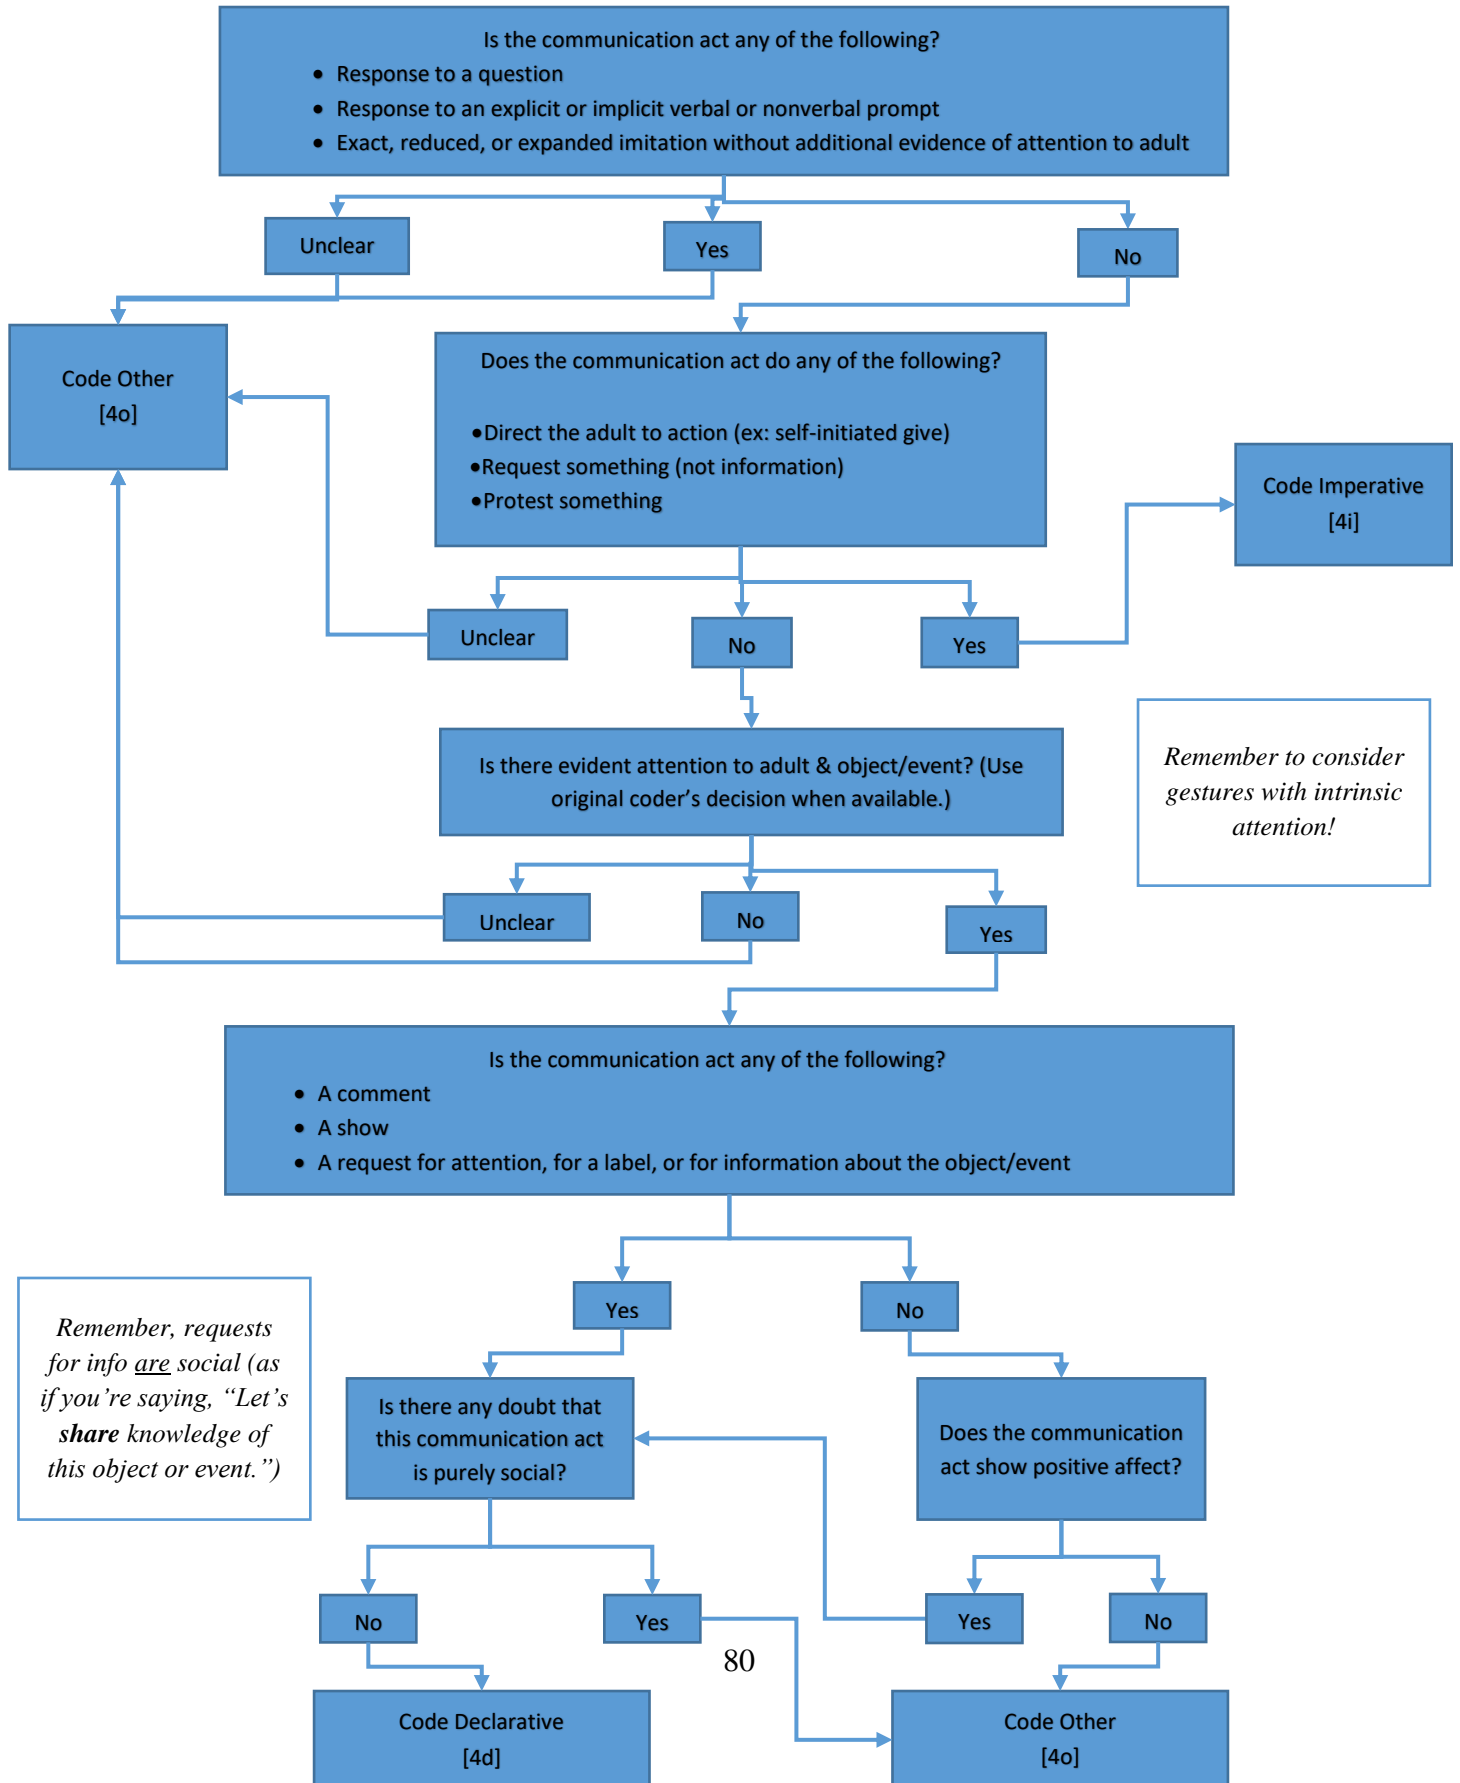 Is the communication act any of the following?
• Response to a question
• Response to an explicit or implicit verbal or nonverbal prompt
• Exact, reduced, or expanded imitation without additional evidence of attention to adult
Unclear
Yes
No
Code Other
[4o]
Does the communication act do any of the following?
•Direct the adult to action (ex: self-initiated give)
•Request something (not information)
•Protest something
Code Imperative
[4i]
Unclear
No
Yes
Is there evident attention to adult & object/event? (Use
original coder's decision when available.)
Remember to consider
gestures with intrinsic
attention!
Unclear
No
Yes
Is the communication act any of the following?
• A comment
• A show
• A request for attention, for a label, or for information about the object/event
Yes
No
Remember, requests
for info are social (as
if you're saying, “Let's
share knowledge of
this object or event.”)
Is there any doubt that
this communication act
is purely social?
Does the communication
act show positive affect?
No
Yes
Yes
No
80
Code Declarative
[4d]
Code Other
[4o]